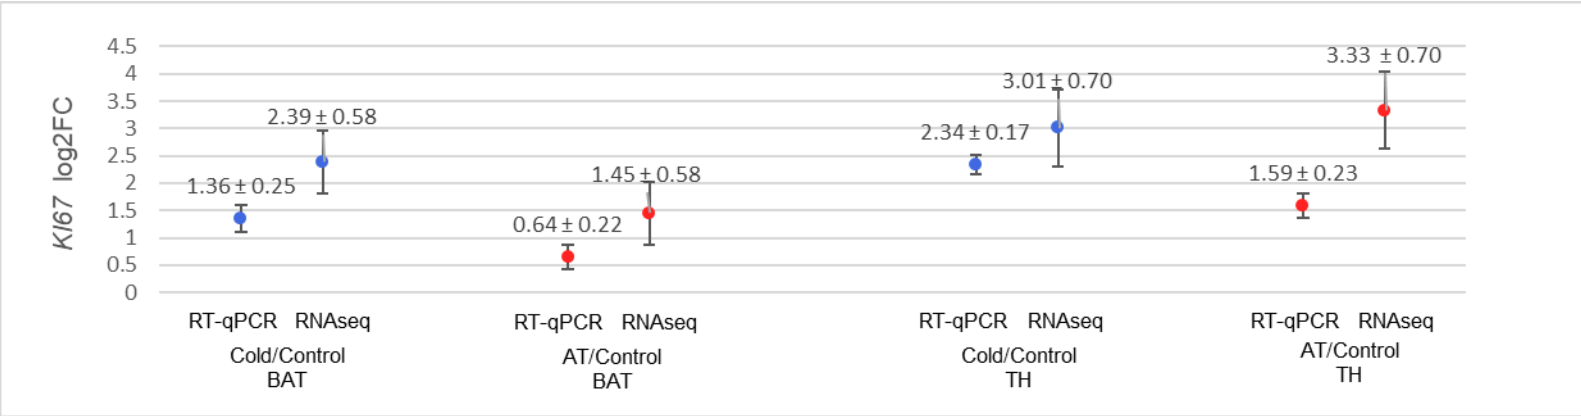 KI67 log2FC
4.5
4
3.5
3
2.5
2
1.5
1
0.5
0
1.36 ± 0.25
2.39 ± 0.58
0.64 ± 0.22
1.45 ± 0.58
2.34 ± 0.17
3.01 ± 0.70
1.59 ± 0.23
3.33 ± 0.70
RT-qPCR RNAseq
Cold/Control
BAT
RT-qPCR RNAseq
AT/Control
BAT
RT-qPCR RNAseq
Cold/Control
TH
RT-qPCR RNAseq
AT/Control
TH